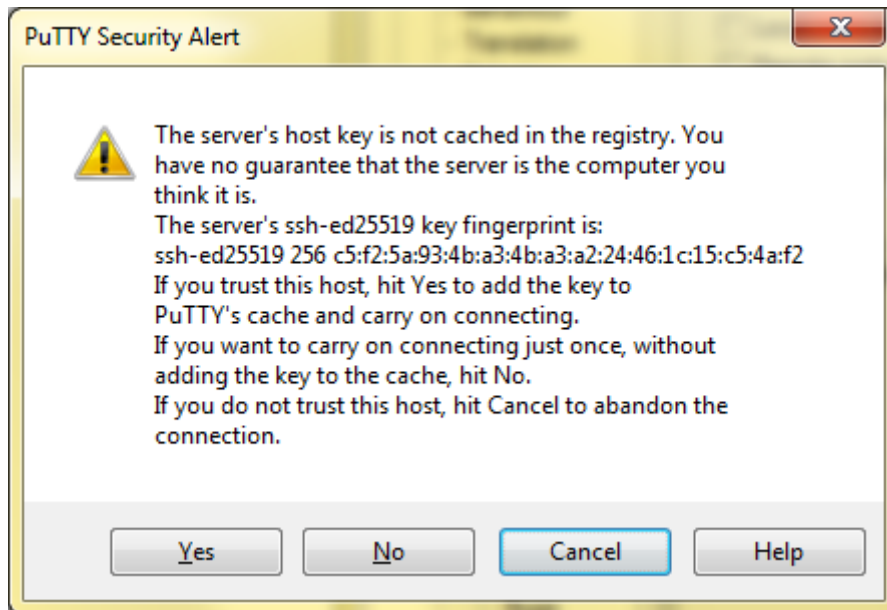 PuTTY Security Alert
Translation
The server's host key is not cached in the registry. You
have no guarantee that the server is the computer you
think it is.
The server's ssh-ed25519 key fingerprint is:
ssh-ed25519 256 c5:f2:5a:93:4b:a3:4b:a3:a2:24:46:1c:15:c5:4a:f2
If you trust this host, hit Yes to add the key to
PuTTY's cache and carry on connecting.
If you want to carry on connecting just once, without
adding the key to the cache, hit No.
If you do not trust this host, hit Cancel to abandon the
connection.
Yes
No
Cancel
Help